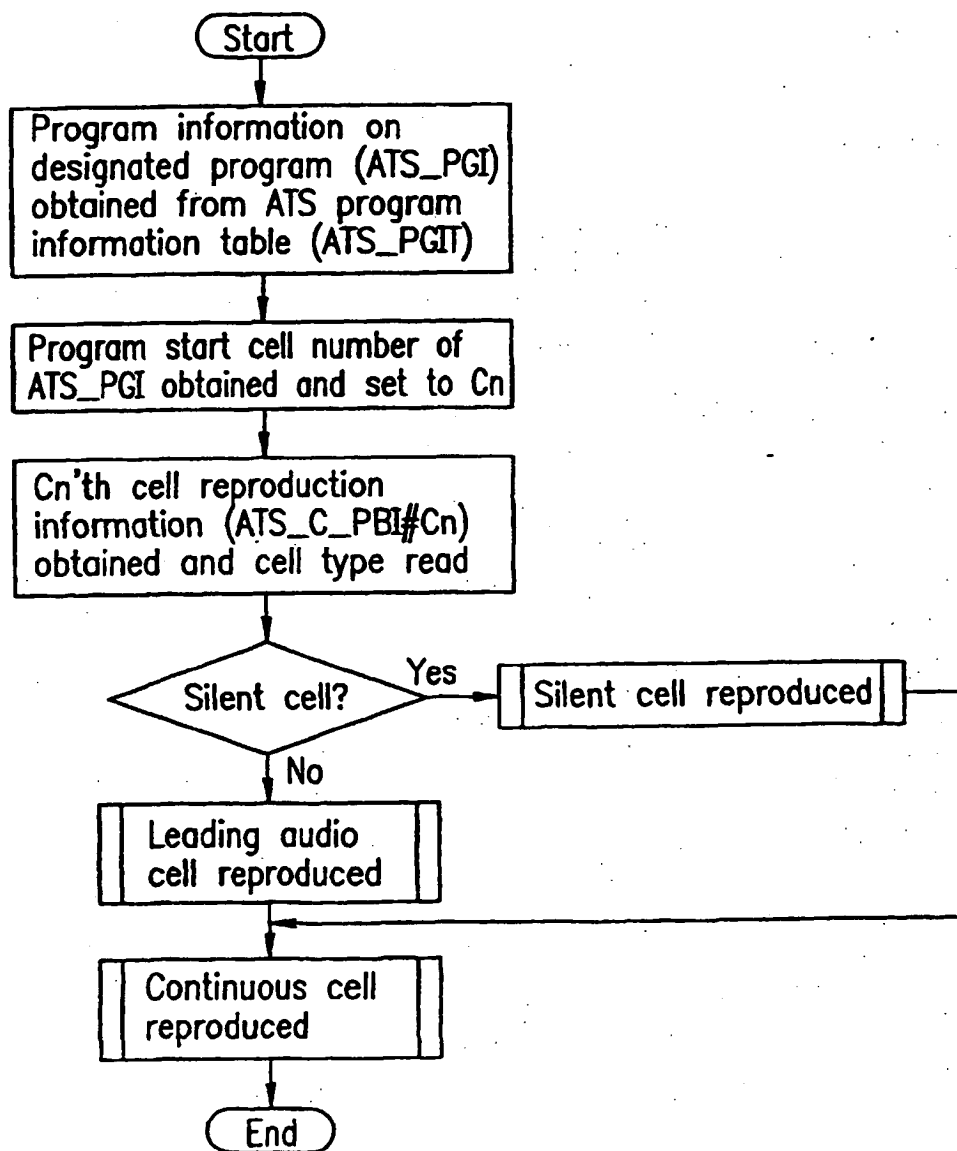 Start
Program information on
designated program (ATS_PGI)
obtained from ATS program
information table (ATS_PGIT)
Program start cell number of
ATS_PGI obtained and set to Cn
Cn'th cell reproduction
information (ATS_C_PBI#Cn)
obtained and cell type read
Silent cell?
Yes
Silent cell reproduced
No
Leading audio
cell reproduced
Continuous cell
reproduced
End